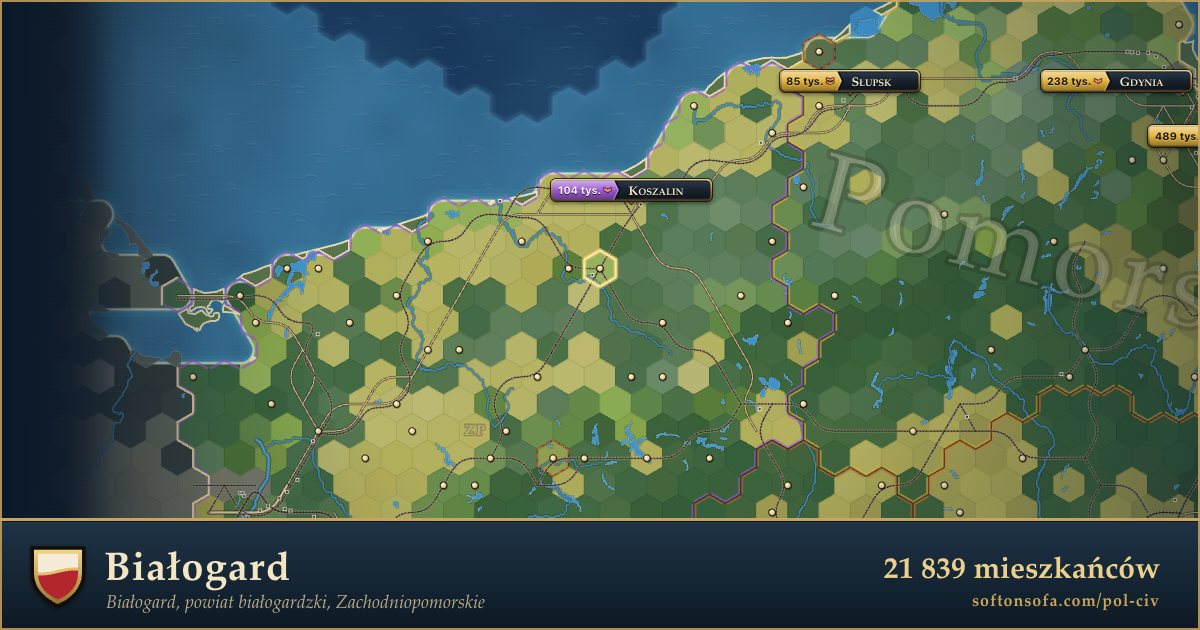 85 tys. Słupsk
238 tys. Gdynia
489 tys.
104 tys. Koszalin
Pomors
ZP
Białogard
21 839 mieszkańców
Białogard, powiat białogardzki, Zachodniopomorskie
softonsofa.com/pol-civ